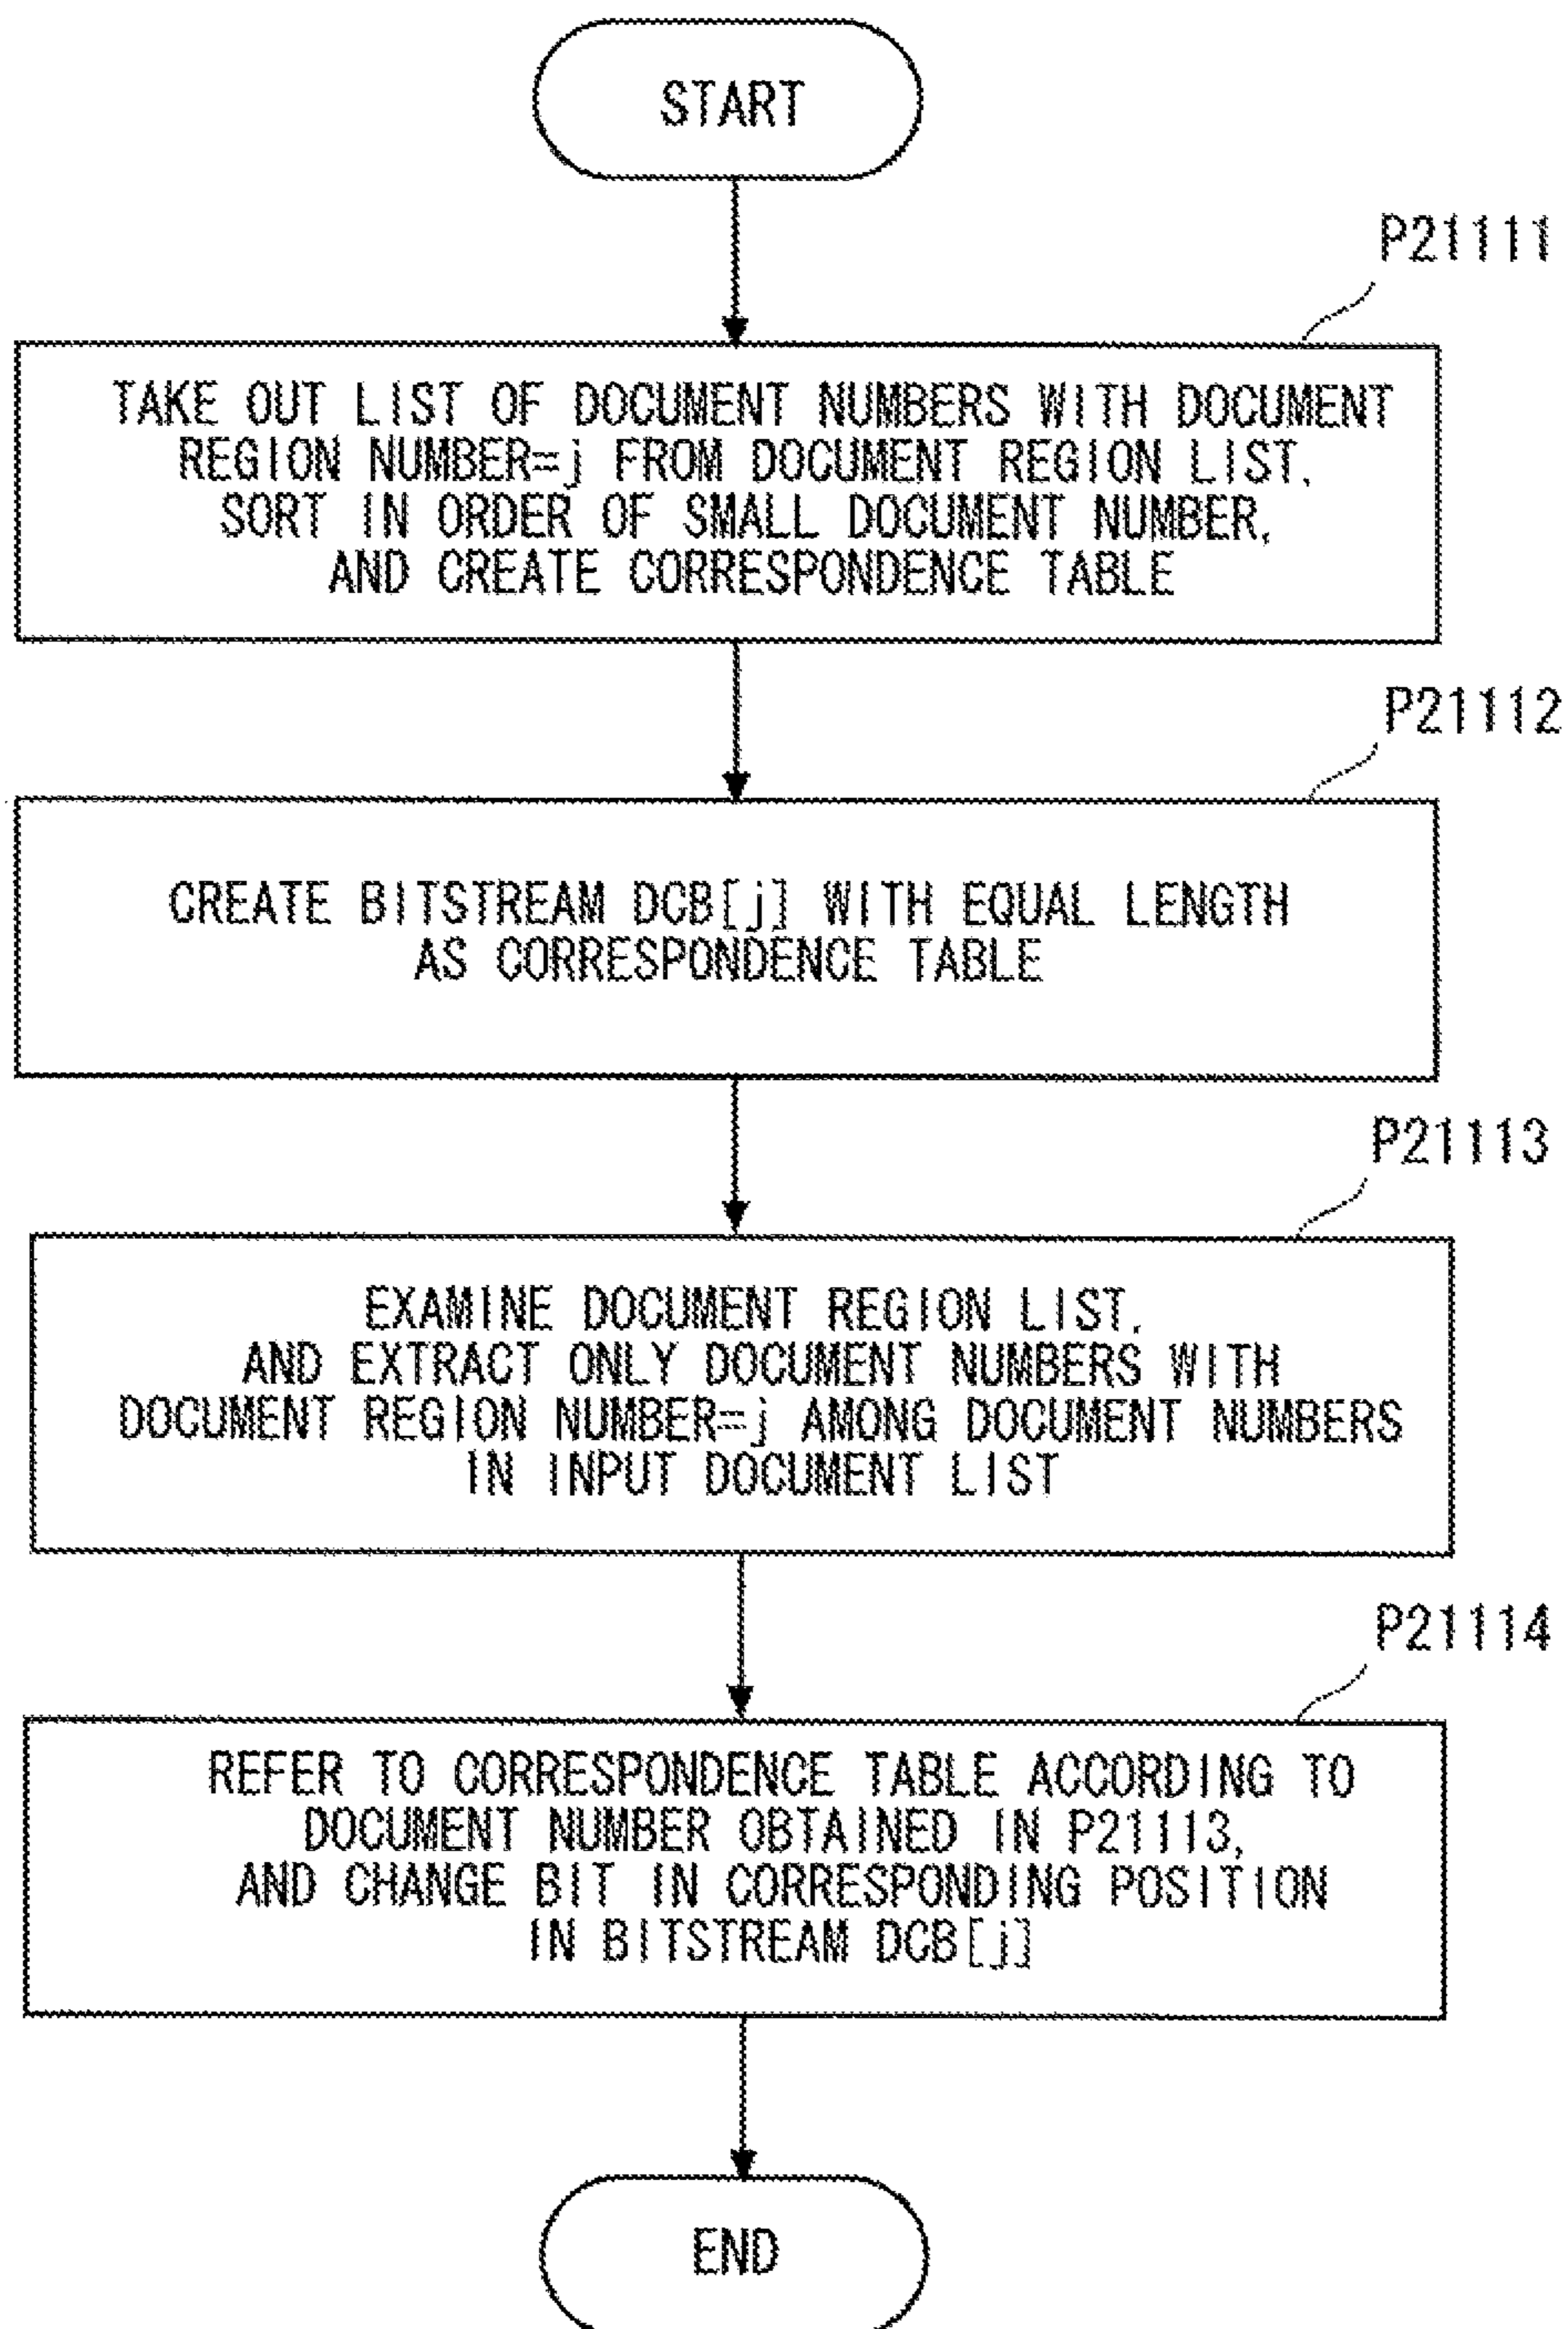 START
P21111
TAKE OUT LIST OF DOCUMENT NUMBERS WITH DOCUMENT
REGION NUMBER=j FROM DOCUMENT REGION LIST,
SORT IN ORDER OF SMALL DOCUMENT NUMBER,
AND CREATE CORRESPONDENCE TABLE
P21112
CREATE BITSTREAM DCB[j] WITH EQUAL LENGTH
AS CORRESPONDENCE TABLE
P21113
EXAMINE DOCUMENT REGION LIST,
AND EXTRACT ONLY DOCUMENT NUMBERS WITH
DOCUMENT REGION NUMBER=j AMONG DOCUMENT NUMBERS
IN INPUT DOCUMENT LIST
P21114
REFER TO CORRESPONDENCE TABLE ACCORDING TO
DOCUMENT NUMBER OBTAINED IN P21113,
AND CHANGE BIT IN CORRESPONDING POSITION
IN BITSTREAM DCB[j]
END